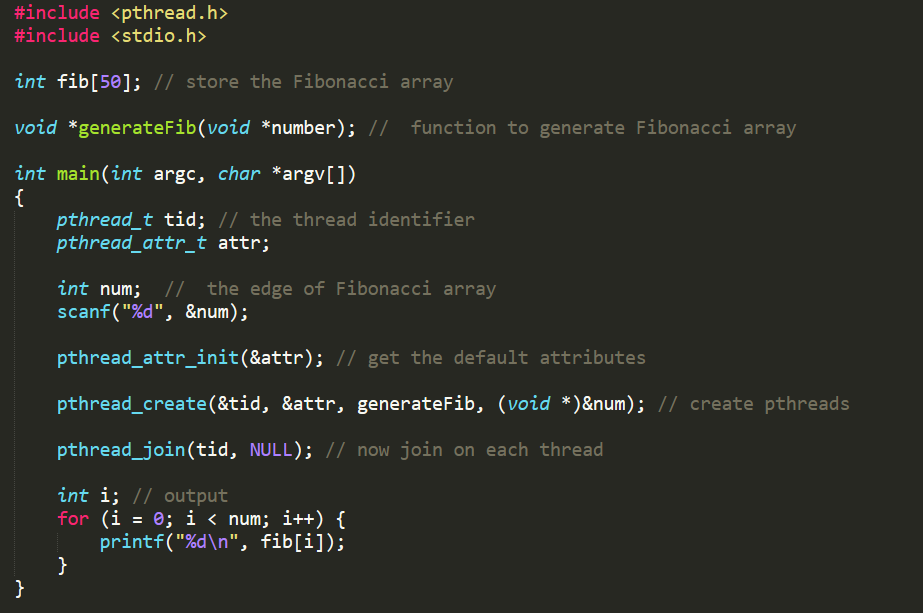 #include <pthread.h>
#include <stdio.h>
int fib[50]; // store the Fibonacci array
void *generateFib(void *number); //  function to generate Fibonacci array
int main(int argc, char *argv[])
{
    pthread_t tid; // the thread identifier
    pthread_attr_t attr;
    int num;  //  the edge of Fibonacci array
    scanf("%d", &num);
    pthread_attr_init(&attr); // get the default attributes
    pthread_create(&tid, &attr, generateFib, (void *)&num); // create pthreads
    pthread_join(tid, NULL); // now join on each thread
    int i; // output
    for (i = 0; i < num; i++) {
        printf("%d\n", fib[i]);
    }
}